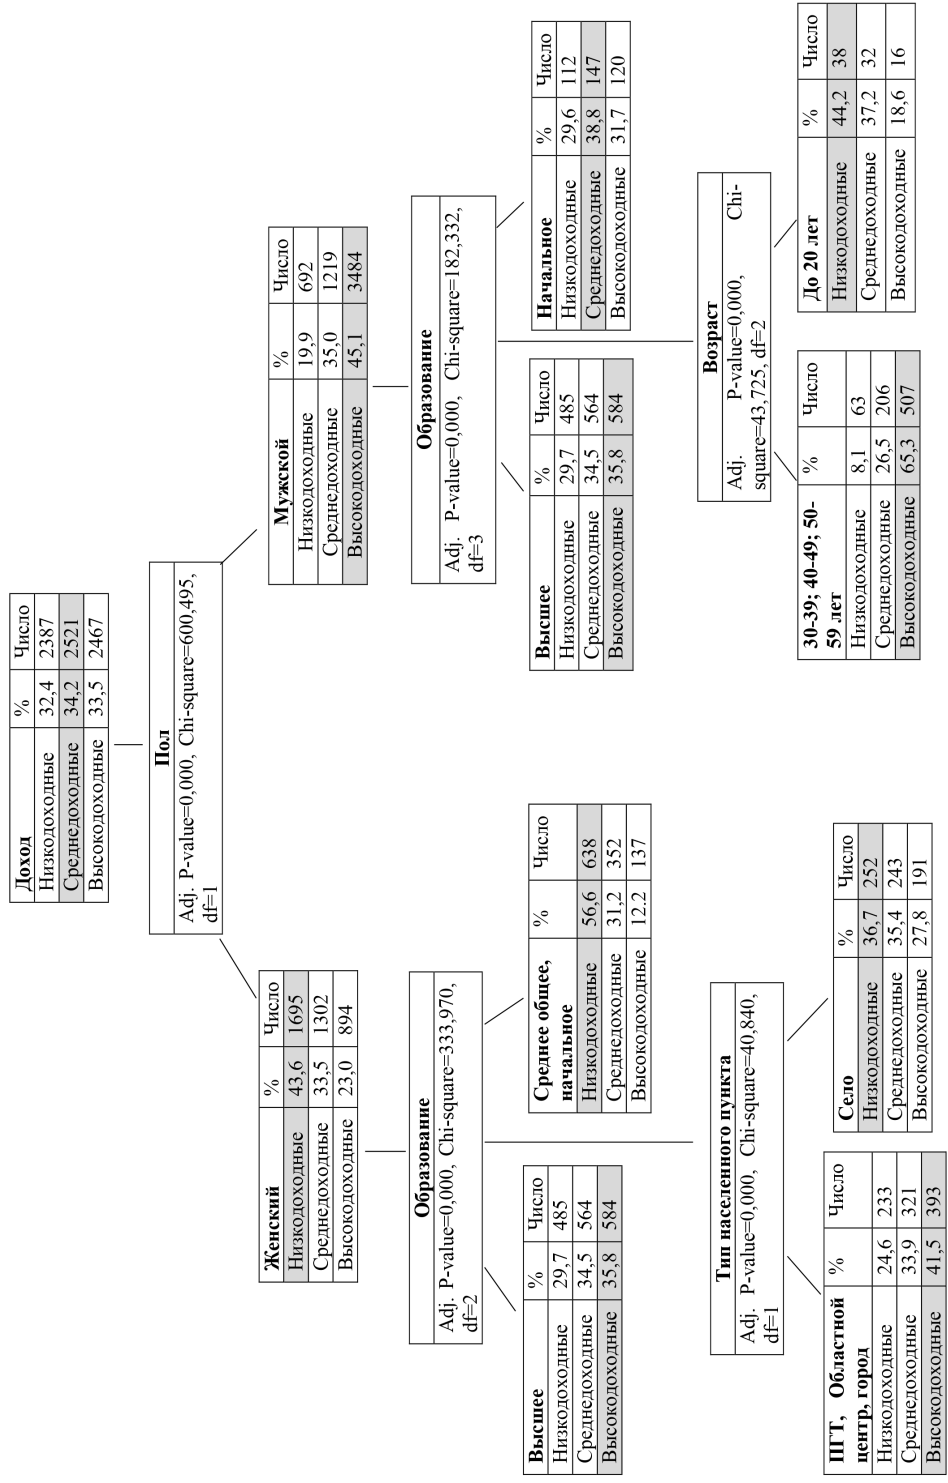 Доход % Число
Низкодоходные 32,4 2387
Среднедоходные 34,2 2521
Высокодоходные 33,5 2467
Пол
Adj. P-value=0,000, Chi-square=600,495,
df=1
Женский % Число
Низкодоходные 43,6 1695
Среднедоходные 33,5 1302
Высокодоходные 23,0 894
Мужской % Число
Низкодоходные 19,9 692
Среднедоходные 35,0 1219
Высокодоходные 45,1 3484
Образование
Adj. P-value=0,000, Chi-square=333,970,
df=2
Образование
Adj. P-value=0,000, Chi-square=182,332,
df=3
Высшее % Число
Низкодоходные 29,7 485
Среднедоходные 34,5 564
Высокодоходные 35,8 584
Среднее общее, % Число
начальное
Низкодоходные 56,6 638
Среднедоходные 31,2 352
Высокодоходные 12.2 137
Высшее % Число
Низкодоходные 29,7 485
Среднедоходные 34,5 564
Высокодоходные 35,8 584
Начальное % Число
Низкодоходные 29,6 112
Среднедоходные 38,8 147
Высокодоходные 31,7 120
Тип населенного пункта
Adj. P-value=0,000, Chi-square=40,840,
df=1
Возраст
Adj. P-value=0,000, Chi-
square=43,725, df=2
ПГТ, Областной % Число
центр, город
Низкодоходные 24,6 233
Среднедоходные 33,9 321
Высокодоходные 41,5 393
Село % Число
Низкодоходные 36,7 252
Среднедоходные 35,4 243
Высокодоходные 27,8 191
30-39; 40-49; 50- % Число
59 лет
Низкодоходные 8,1 63
Среднедоходные 26,5 206
Высокодоходные 65,3 507
До 20 лет % Число
Низкодоходные 44,2 38
Среднедоходные 37,2 32
Высокодоходные 18,6 16